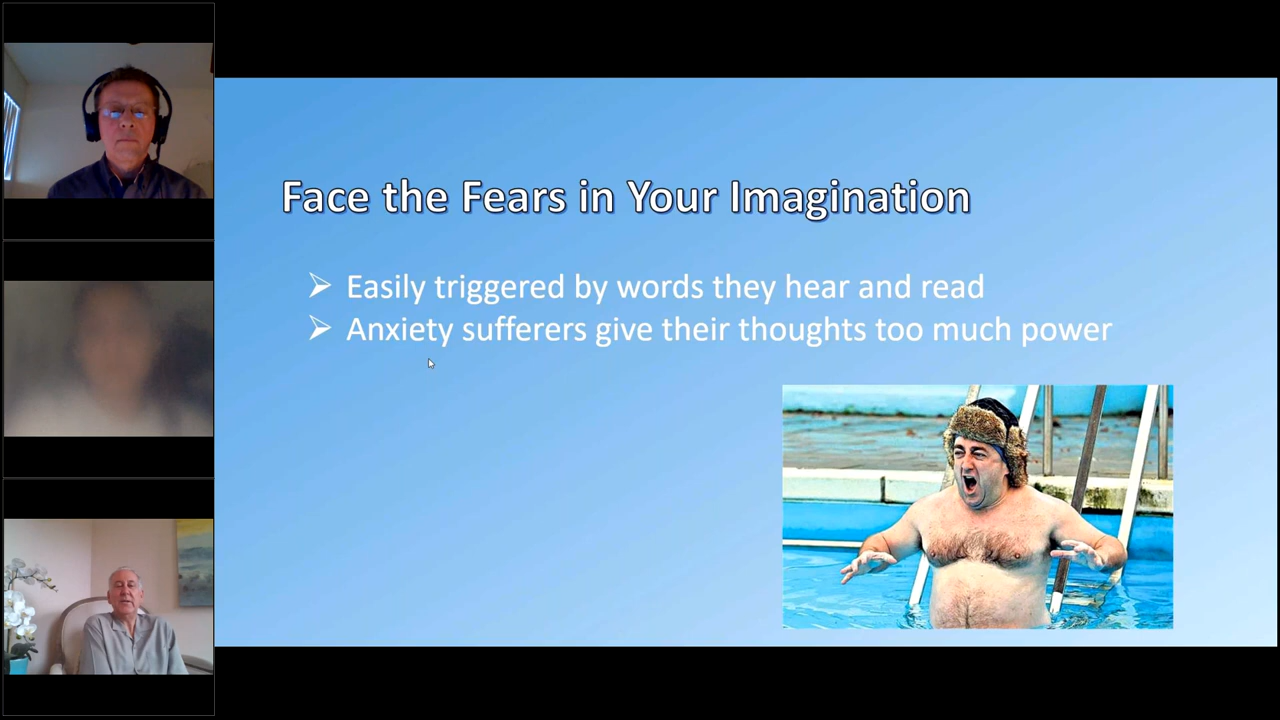 Face the Fears in Your Imagination
Easily triggered by words they hear and read
Anxiety sufferers give their thoughts too much power